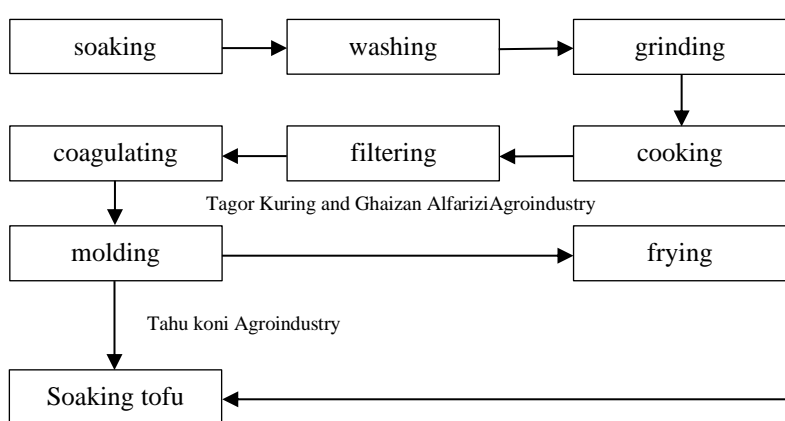 soaking
washing
grinding
coagulating
filtering
cooking
Tagor Kuring and Ghaizan AlfariziAgroindustry
molding
frying
Tahu koni Agroindustry
Soaking tofu